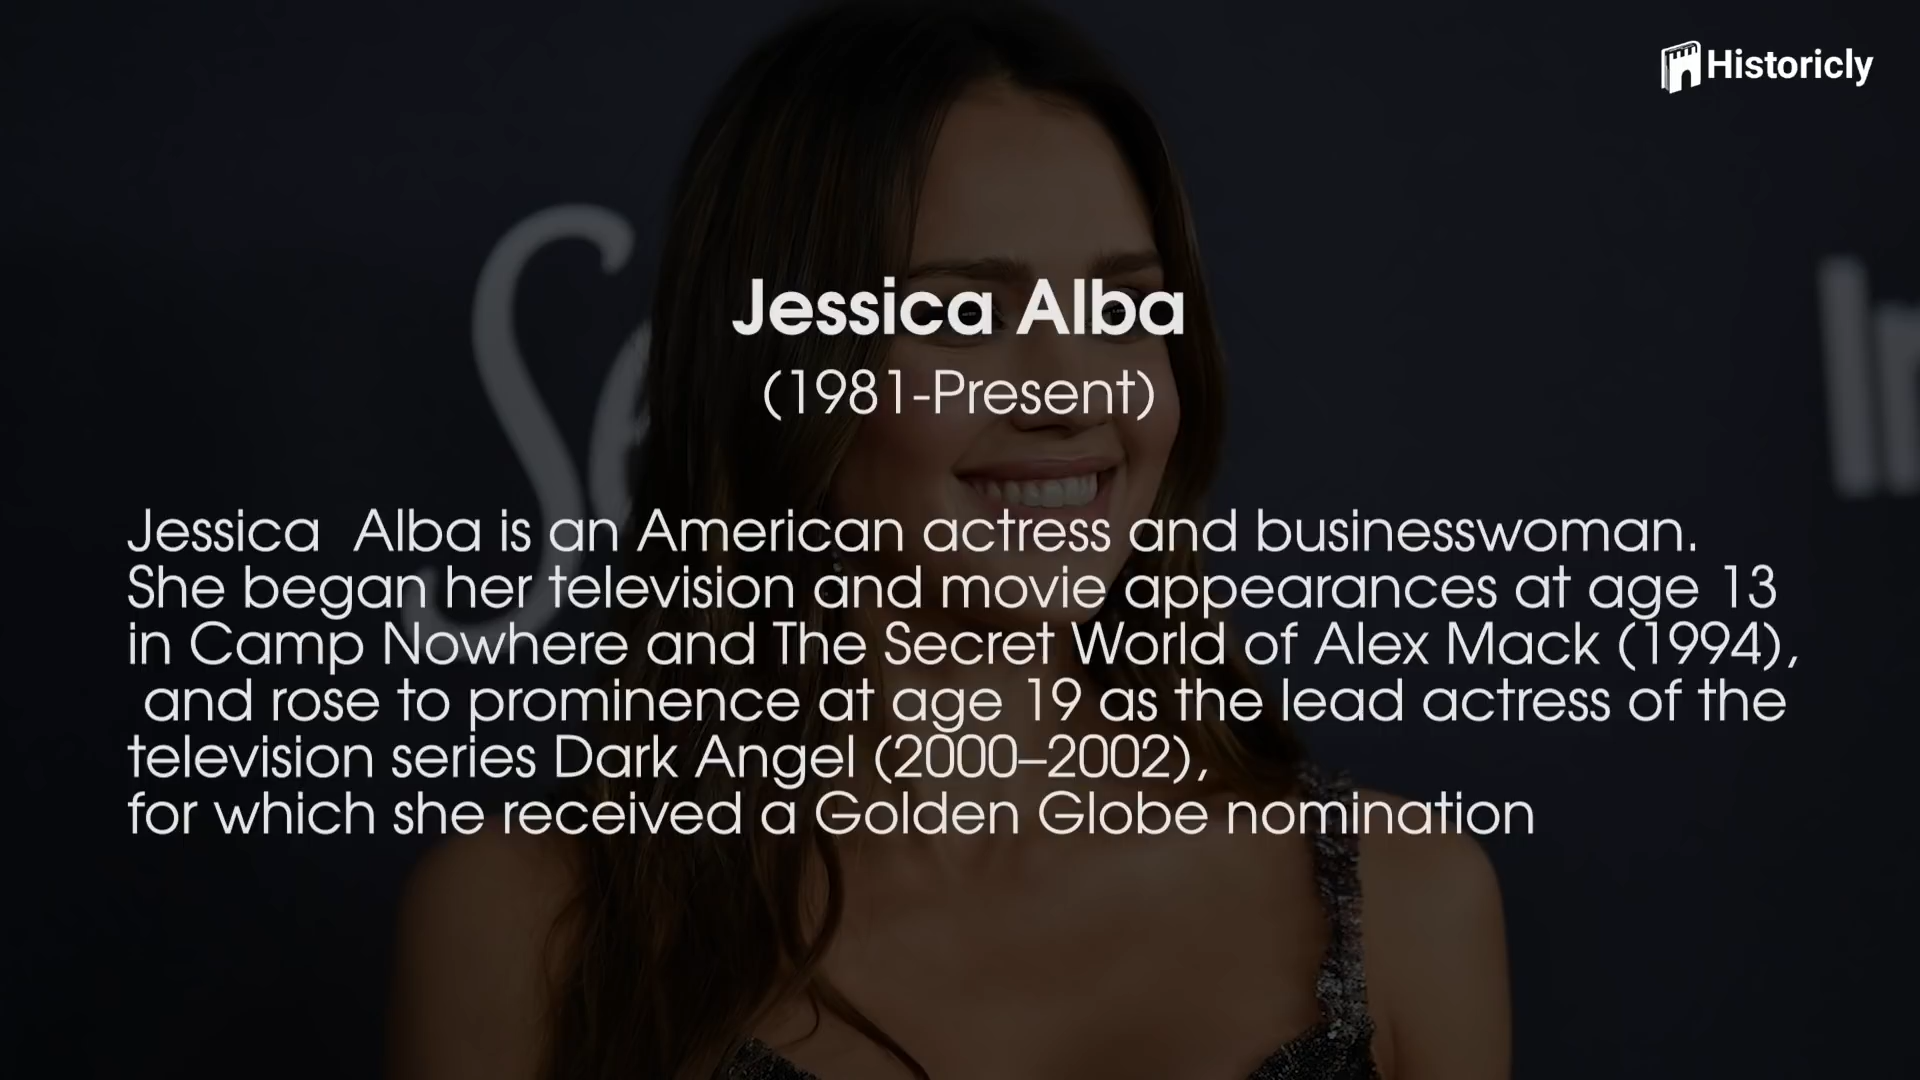 Historicly
Se
In
Jessica Alba
(1981-Present)
Jessica  Alba is an American actress and businesswoman.
She began her television and movie appearances at age 13
in Camp Nowhere and The Secret World of Alex Mack (1994),
and rose to prominence at age 19 as the lead actress of the
television series Dark Angel (2000–2002),
for which she received a Golden Globe nomination